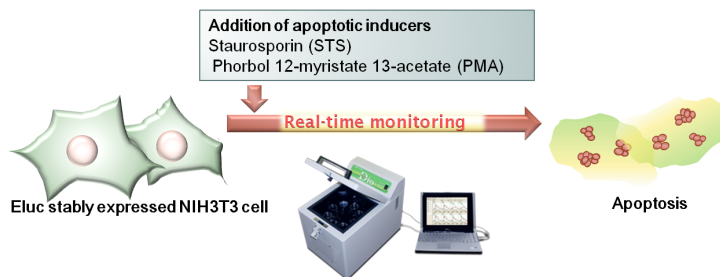 Addition of apoptotic inducers
Staurosporin (STS)
Phorbol 12-myristate 13-acetate (PMA)
Real-time monitoring
Eluc stably expressed NIH3T3 cell
Apoptosis